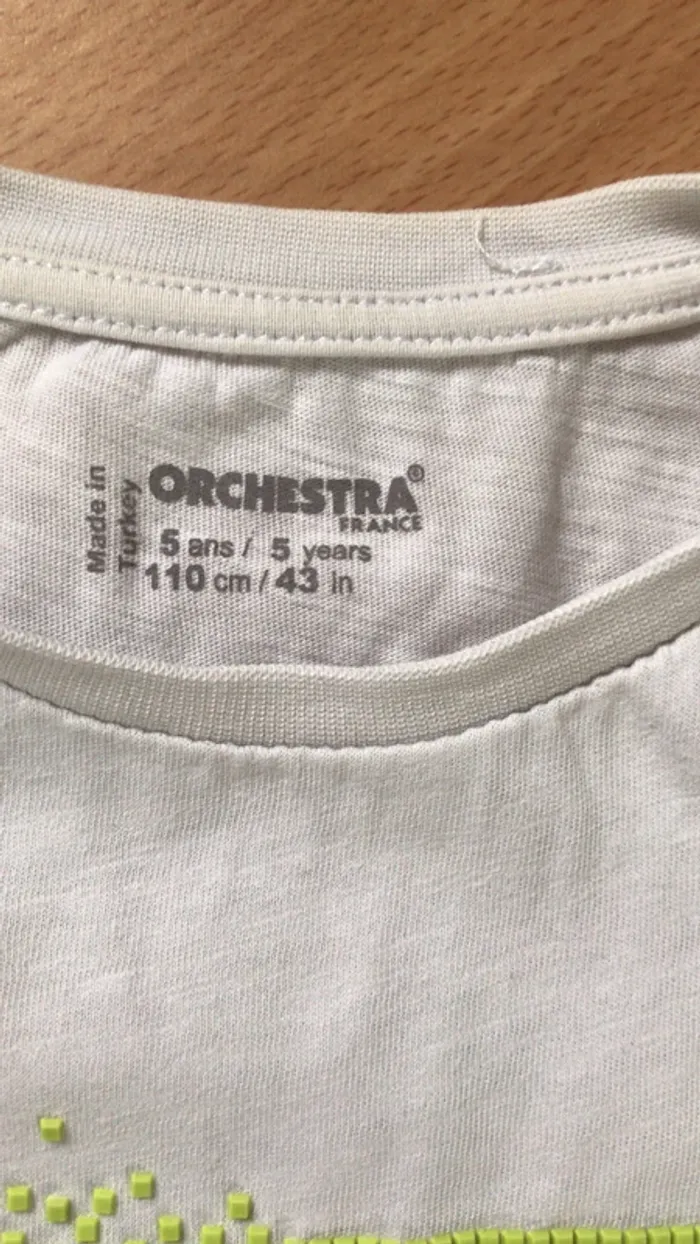 Made in
Turkey
ORCHESTRA®
FRANCE
5 ans / 5 years
110 cm / 43 in